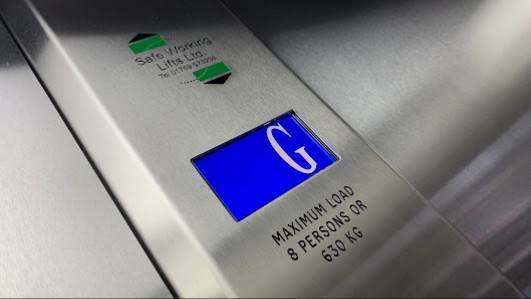 Safe Working
Lifts Ltd.
G
MAXIMUM LOAD
8 PERSONS OR
630 KG